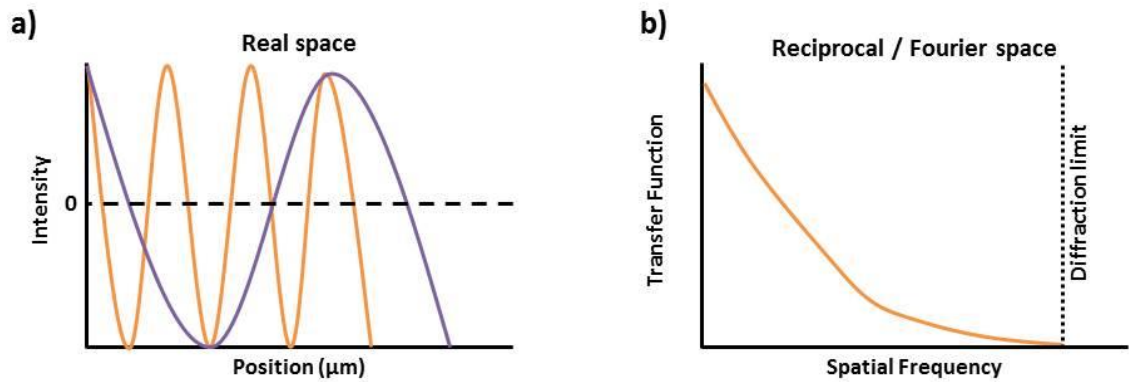 a)
Real space
Intensity
0
Position (μm)
b)
Reciprocal / Fourier space
Transfer Function
Diffraction limit
Spatial Frequency